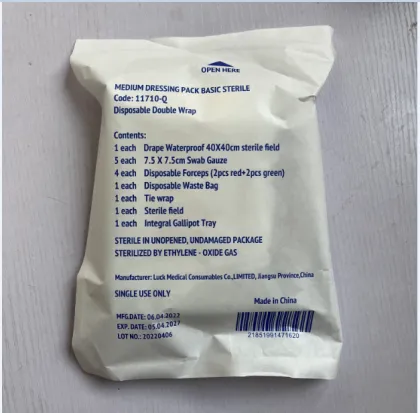 OPEN HERE
MEDIUM DRESSING PACK BASIC STERILE
Code: 11710-Q
Disposable Double Wrap
Contents:
1 each Drape Waterproof 40X40cm sterile field
5 each 7.5 X 7.5cm Swab Gauze
4 each Disposable Forceps (2pcs red+2pcs green)
1 each Disposable Waste Bag
1 each Tie wrap
1 each Sterile field
1 each Integral Gallipot Tray
STERILE IN UNOPENED, UNDAMAGED PACKAGE
STERILIZED BY ETHYLENE - OXIDE GAS
Manufacturer: Luck Medical Consumables Co.,LIMITED, Jiangsu Province,China
SINGLE USE ONLY
Made in China
MFG.DATE: 06.04.2022
EXP. DATE: 05.04.2027
LOT NO.: 20220406
21851991471620